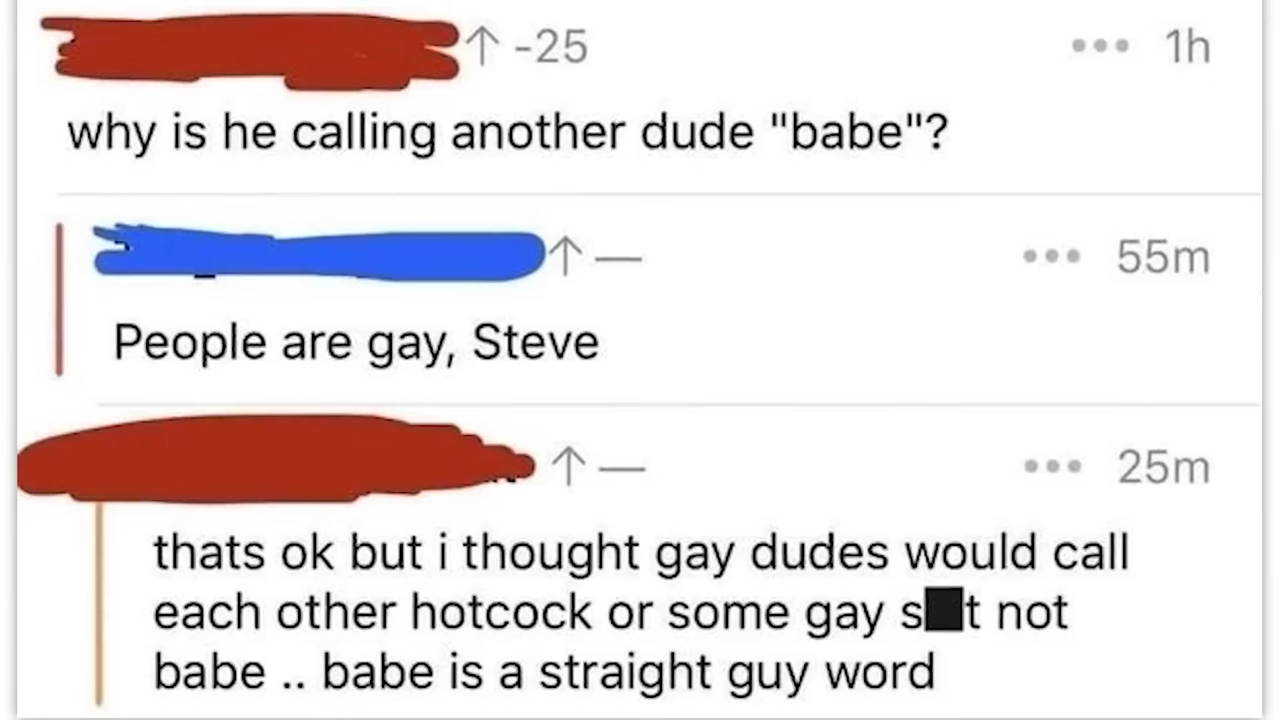 ↑ -25 ••• 1h
why is he calling another dude "babe"?
↑ — ••• 55m
People are gay, Steve
↑ — ••• 25m
thats ok but i thought gay dudes would call
each other hotcock or some gay s█t not
babe .. babe is a straight guy word